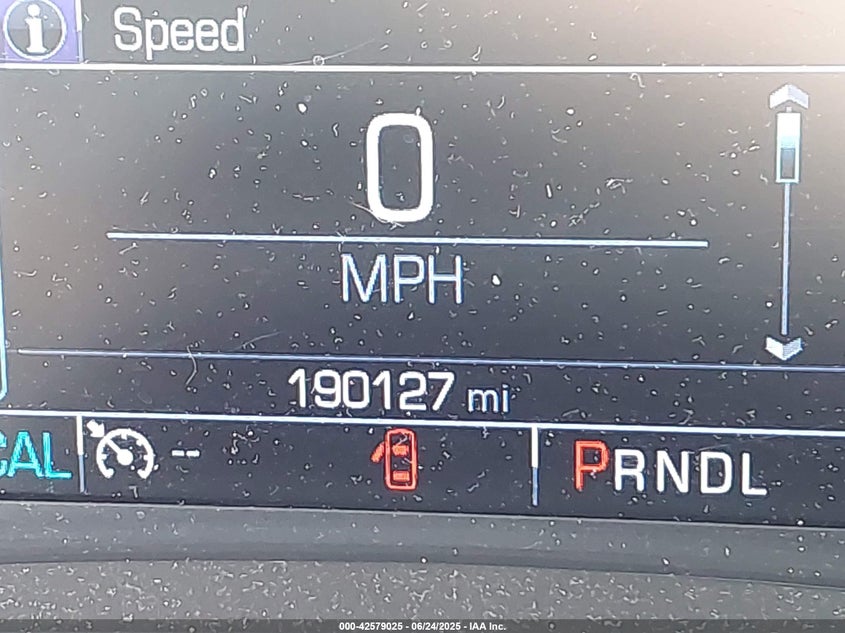 Speed
0
MPH
190127 mi
CAL -- PRNDL
000-42579025 - 06/24/2025 - IAA Inc.